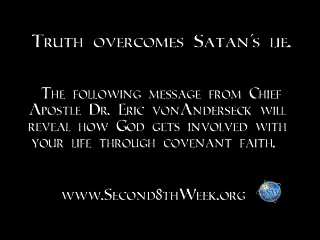 Truth overcomes Satan's lie.
The following message from Chief
Apostle Dr. Eric vonAnderseck will
reveal how God gets involved with
your life through covenant faith.
www.Second8thWeek.org